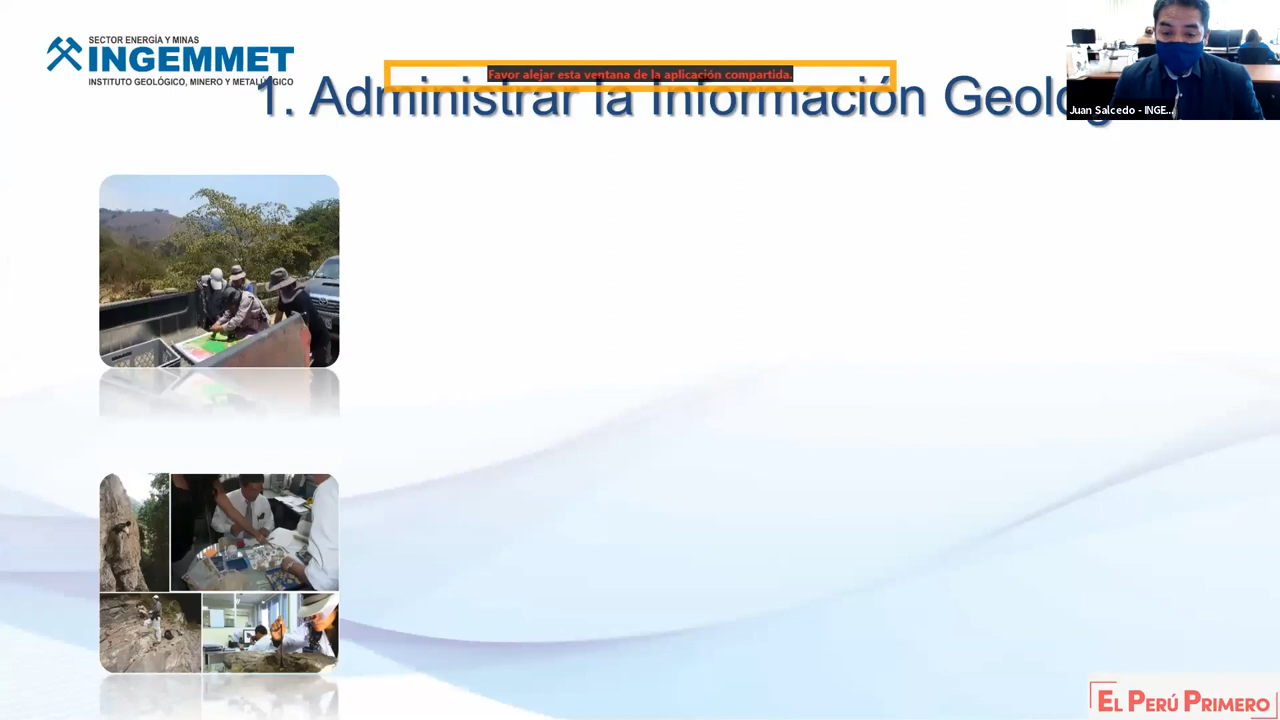 SECTOR ENERGÍA Y MINAS
INGEMMET
INSTITUTO GEOLÓGICO, MINERO Y METALÚRGICO
Favor alejar esta ventana de la aplicación compartida.
1. Administrar la Información Geológ
Juan Salcedo - INGE...
EL PERÚ PRIMERO